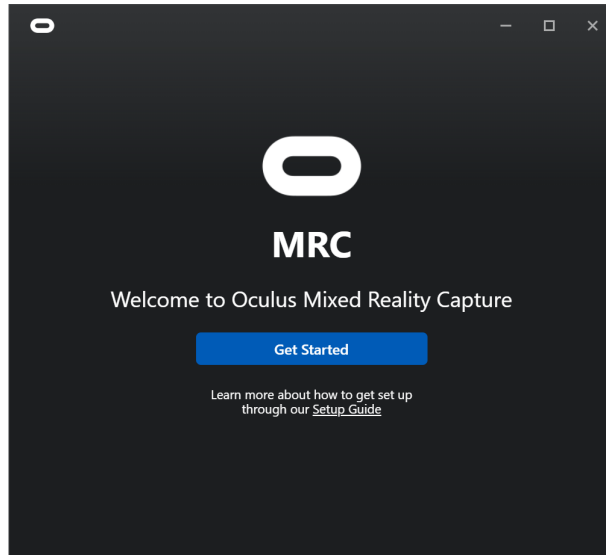 MRC
Welcome to Oculus Mixed Reality Capture
Get Started
Learn more about how to get set up
through our Setup Guide